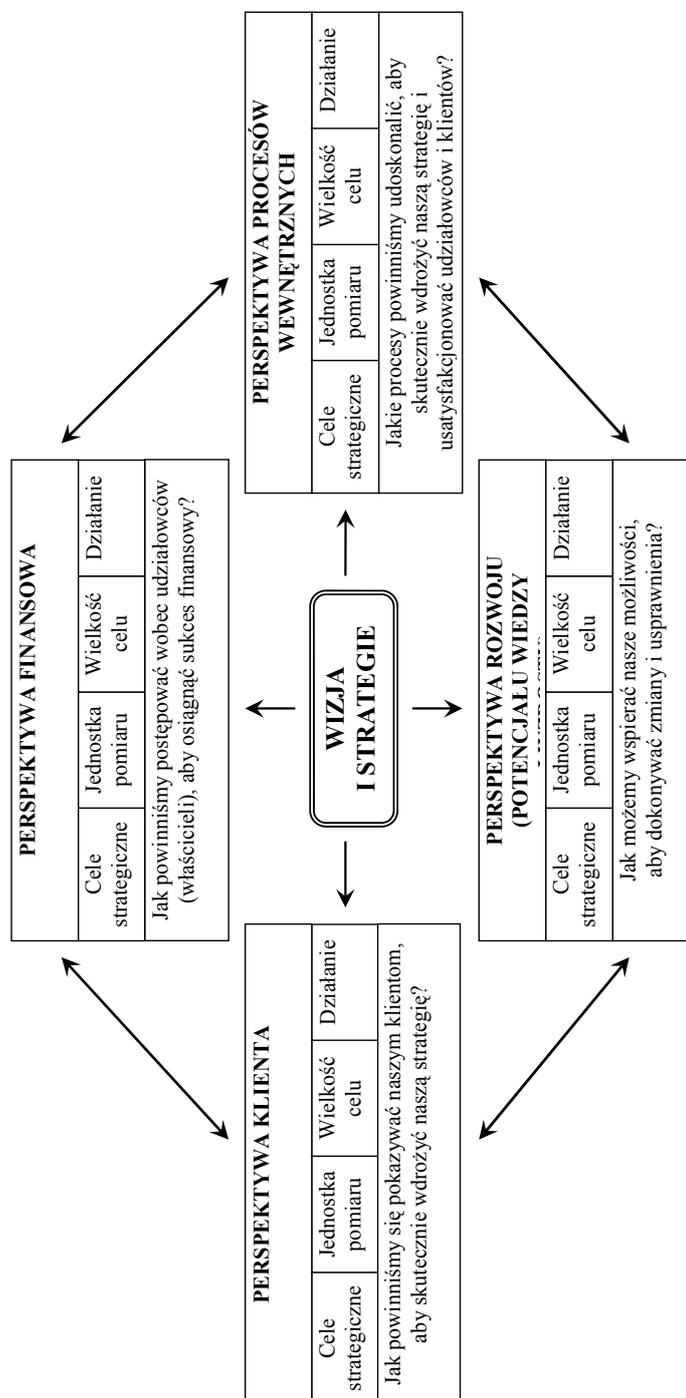 PERSPEKTYWA FINANSOWA
Cele
strategiczne
Jednostka
pomiaru
Wielkość
celu
Działanie
Jak powinniśmy postępować wobec udziałowców
(właścicieli), aby osiągnąć sukces finansowy?
PERSPEKTYWA KLIENTA
Cele
strategiczne
Jednostka
pomiaru
Wielkość
celu
Działanie
Jak powinniśmy się pokazywać naszym klientom,
aby skutecznie wdrożyć naszą strategię?
WIZJA
I STRATEGIE
PERSPEKTYWA PROCESÓW
WEWNĘTRZNYCH
Cele
strategiczne
Jednostka
pomiaru
Wielkość
celu
Działanie
Jakie procesy powinniśmy udoskonalić, aby
skutecznie wdrożyć naszą strategię i
usatysfakcjonować udziałowców i klientów?
PERSPEKTYWA ROZWOJU
(POTENCJAŁU WIEDZY
Cele
strategiczne
Jednostka
pomiaru
Wielkość
celu
Działanie
Jak możemy wspierać nasze możliwości,
aby dokonywać zmiany i usprawnienia?